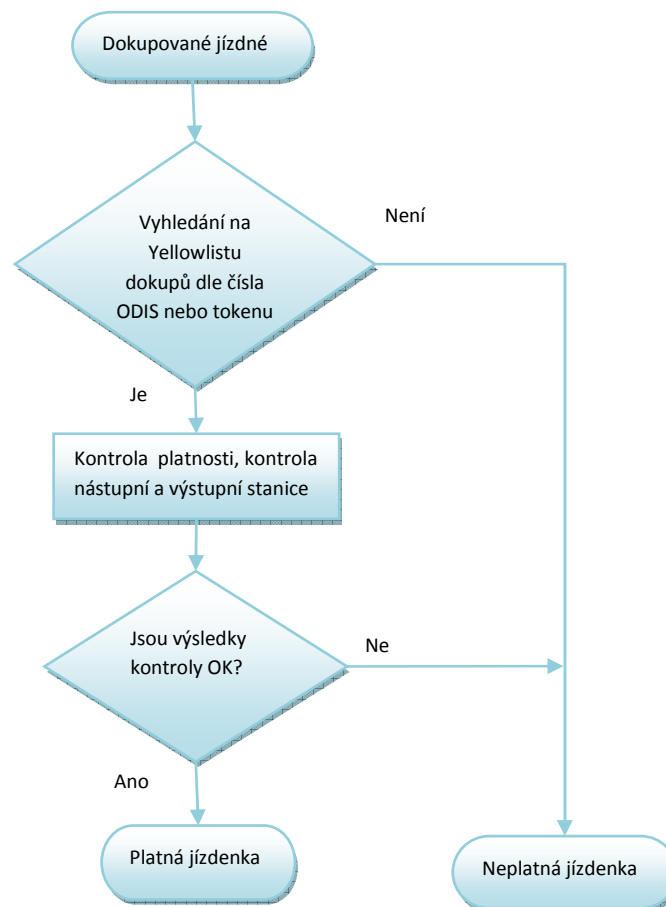 Dokupované jízdné
Vyhledání na
Yellowlistu
dokupů dle čísla
ODIS nebo tokenu
Není
Je
Kontrola platnosti, kontrola
nástupní a výstupní stanice
Jsou výsledky
kontroly OK?
Ne
Ano
Platná jízdenka
Neplatná jízdenka